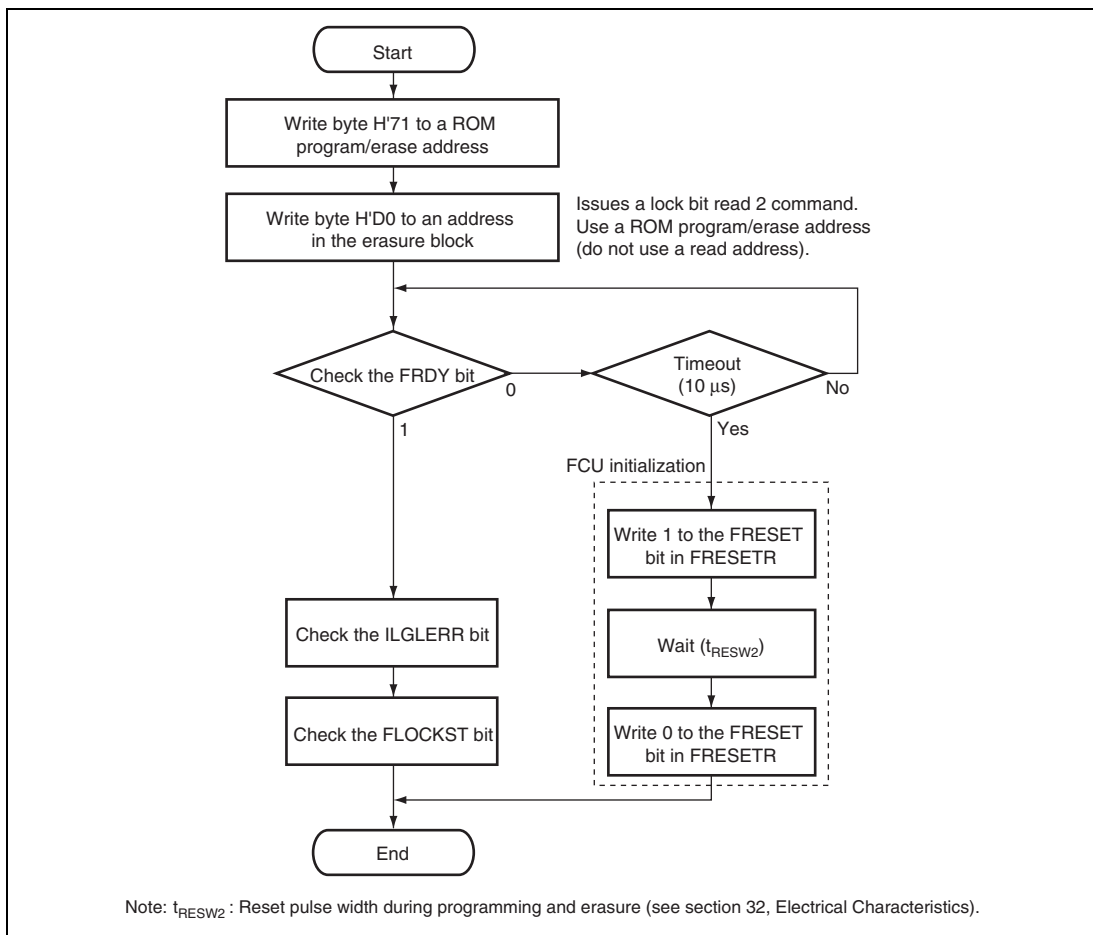 Start
Write byte H'71 to a ROM
program/erase address
Write byte H'D0 to an address
in the erasure block
Issues a lock bit read 2 command.
Use a ROM program/erase address
(do not use a read address).
Check the FRDY bit
0
1
Timeout
(10 μs)
No
Yes
FCU initialization
Write 1 to the FRESET
bit in FRESETR
Wait (tRESW2)
Write 0 to the FRESET
bit in FRESETR
Check the ILGLERR bit
Check the FLOCKST bit
End
Note: tRESW2 : Reset pulse width during programming and erasure (see section 32, Electrical Characteristics).